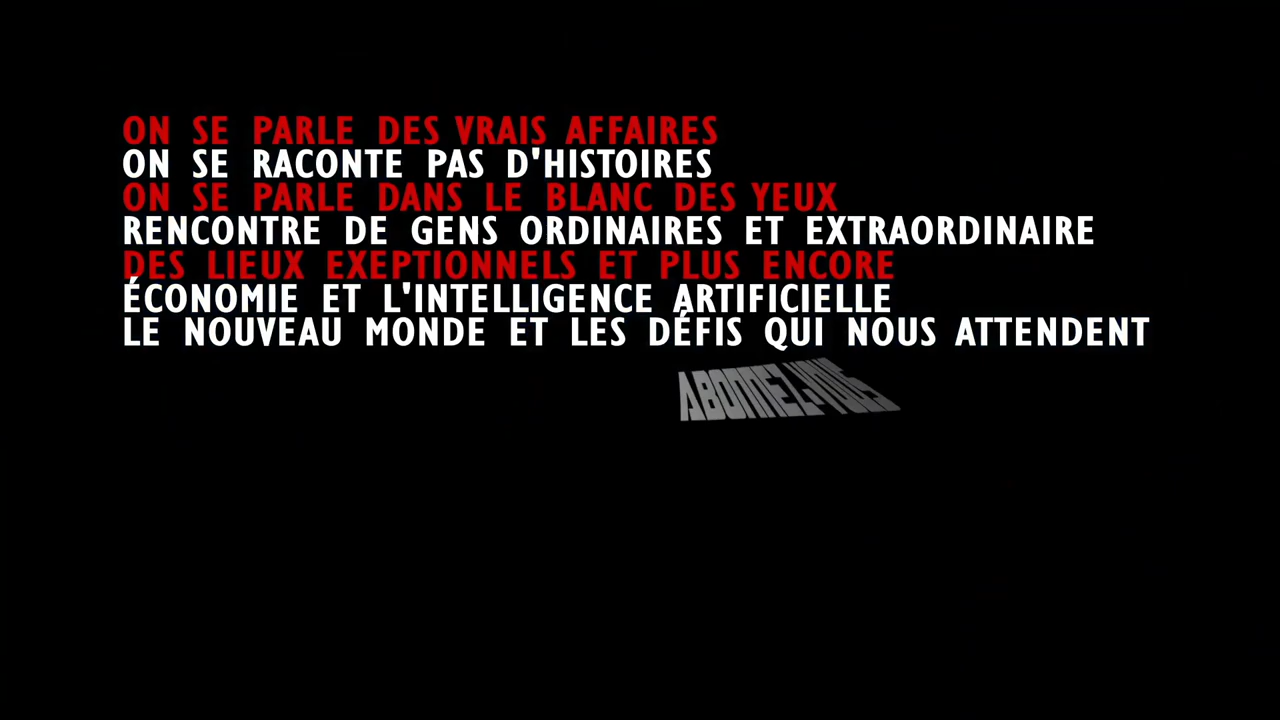 ON SE PARLE DES VRAIS AFFAIRES
ON SE RACONTE PAS D'HISTOIRES
ON SE PARLE DANS LE BLANC DES YEUX
RENCONTRE DE GENS ORDINAIRES ET EXTRAORDINAIRE
DES LIEUX EXEPTIONNELS ET PLUS ENCORE
ÉCONOMIE ET L'INTELLIGENCE ARTIFICIELLE
LE NOUVEAU MONDE ET LES DÉFIS QUI NOUS ATTENDENT
ABONNEZ-VOUS